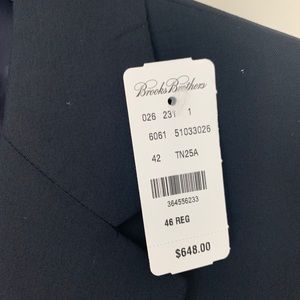 Brooks Brothers
026 231 1
6061 51033026
42 TN25A
364556233
46 REG
$648.00